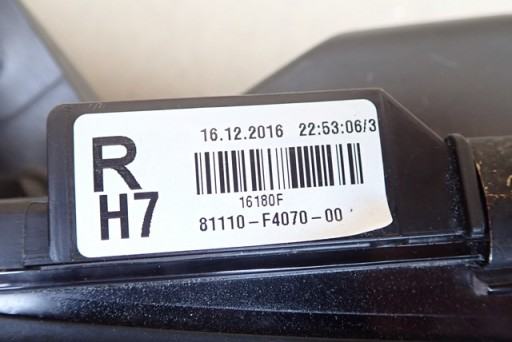 R
H7
16.12.2016 22:53:06/3
16180F
81110-F4070-00